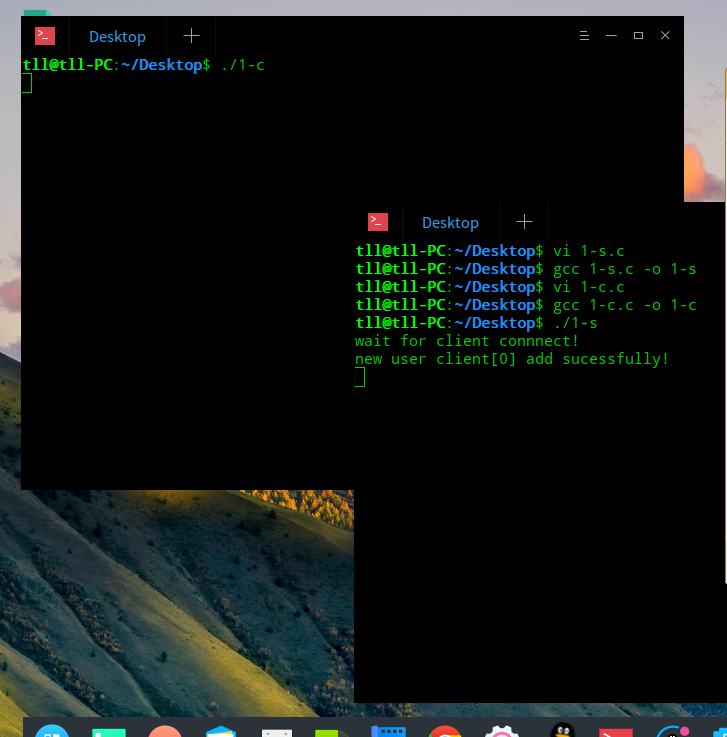 Desktop
tll@tll-PC:~/Desktop$ ./1-c
Desktop
tll@tll-PC:~/Desktop$ vi 1-s.c
tll@tll-PC:~/Desktop$ gcc 1-s.c -o 1-s
tll@tll-PC:~/Desktop$ vi 1-c.c
tll@tll-PC:~/Desktop$ gcc 1-c.c -o 1-c
tll@tll-PC:~/Desktop$ ./1-s
wait for client connnect!
new user client[0] add sucessfully!